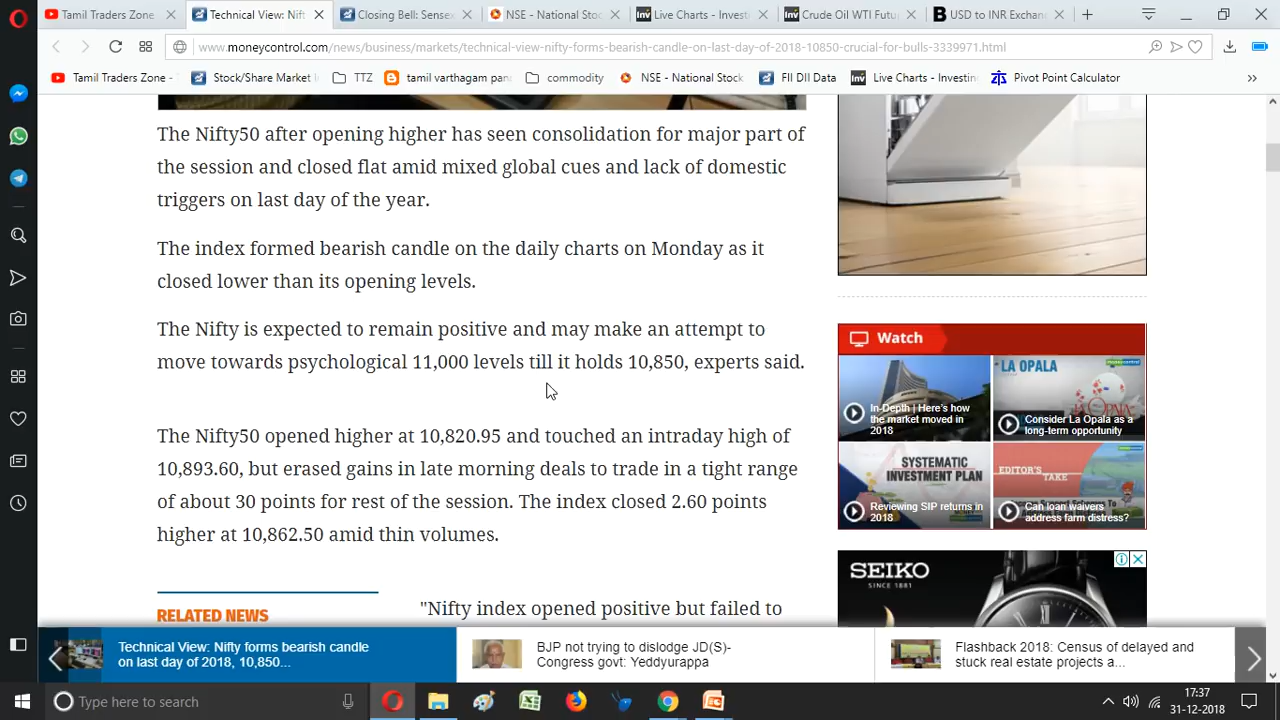 Tamil Traders Zone
Technical View: Nift
Closing Bell: Sensex
NSE - National Stoc
Live Charts - Investi
Crude Oil WTI Futu
USD to INR Exchan
www.moneycontrol.com/news/business/markets/technical-view-nifty-forms-bearish-candle-on-last-day-of-2018-10850-crucial-for-bulls-3339971.html
Tamil Traders Zone -
Stock/Share Market
TTZ
tamil varthagam pan
commodity
NSE - National Stock
FII DII Data
Live Charts - Investin
Pivot Point Calculator
The Nifty50 after opening higher has seen consolidation for major part of
the session and closed flat amid mixed global cues and lack of domestic
triggers on last day of the year.
The index formed bearish candle on the daily charts on Monday as it
closed lower than its opening levels.
The Nifty is expected to remain positive and may make an attempt to
move towards psychological 11,000 levels till it holds 10,850, experts said.
The Nifty50 opened higher at 10,820.95 and touched an intraday high of
10,893.60, but erased gains in late morning deals to trade in a tight range
of about 30 points for rest of the session. The index closed 2.60 points
higher at 10,862.50 amid thin volumes.
RELATED NEWS
"Nifty index opened positive but failed to
Watch
In-Depth | Here's how
the market moved in
2018
LA OPALA
Consider La Opala as a
long-term opportunity
SYSTEMATIC
INVESTMENT PLAN
Reviewing SIP returns in
2018
EDITOR'S
TAKE
Can loan waivers
address farm distress?
SEIKO
SINCE 1881
Technical View: Nifty forms bearish candle
on last day of 2018, 10,850...
BJP not trying to dislodge JD(S)-
Congress govt: Yeddyurappa
Flashback 2018: Census of delayed and
stuck real estate projects a...
Type here to search
17:37
31-12-2018